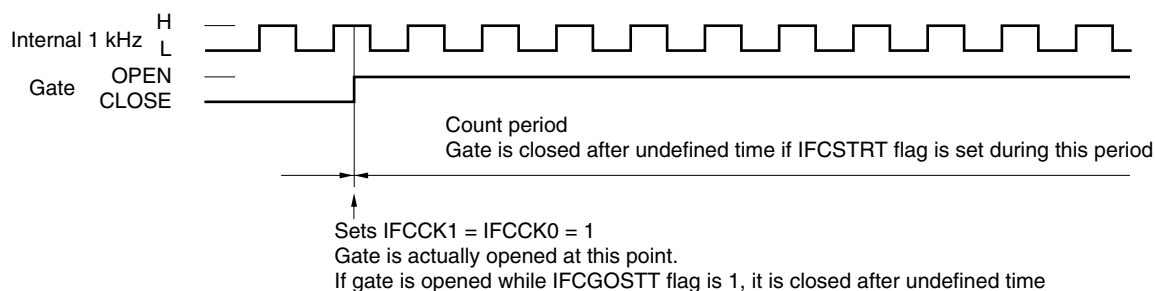 H
Internal 1 kHz
L
OPEN
Gate
CLOSE
Count period
Gate is closed after undefined time if IFCSTRT flag is set during this period
Sets IFCCK1 = IFCCK0 = 1
Gate is actually opened at this point.
If gate is opened while IFCGOSTT flag is 1, it is closed after undefined time